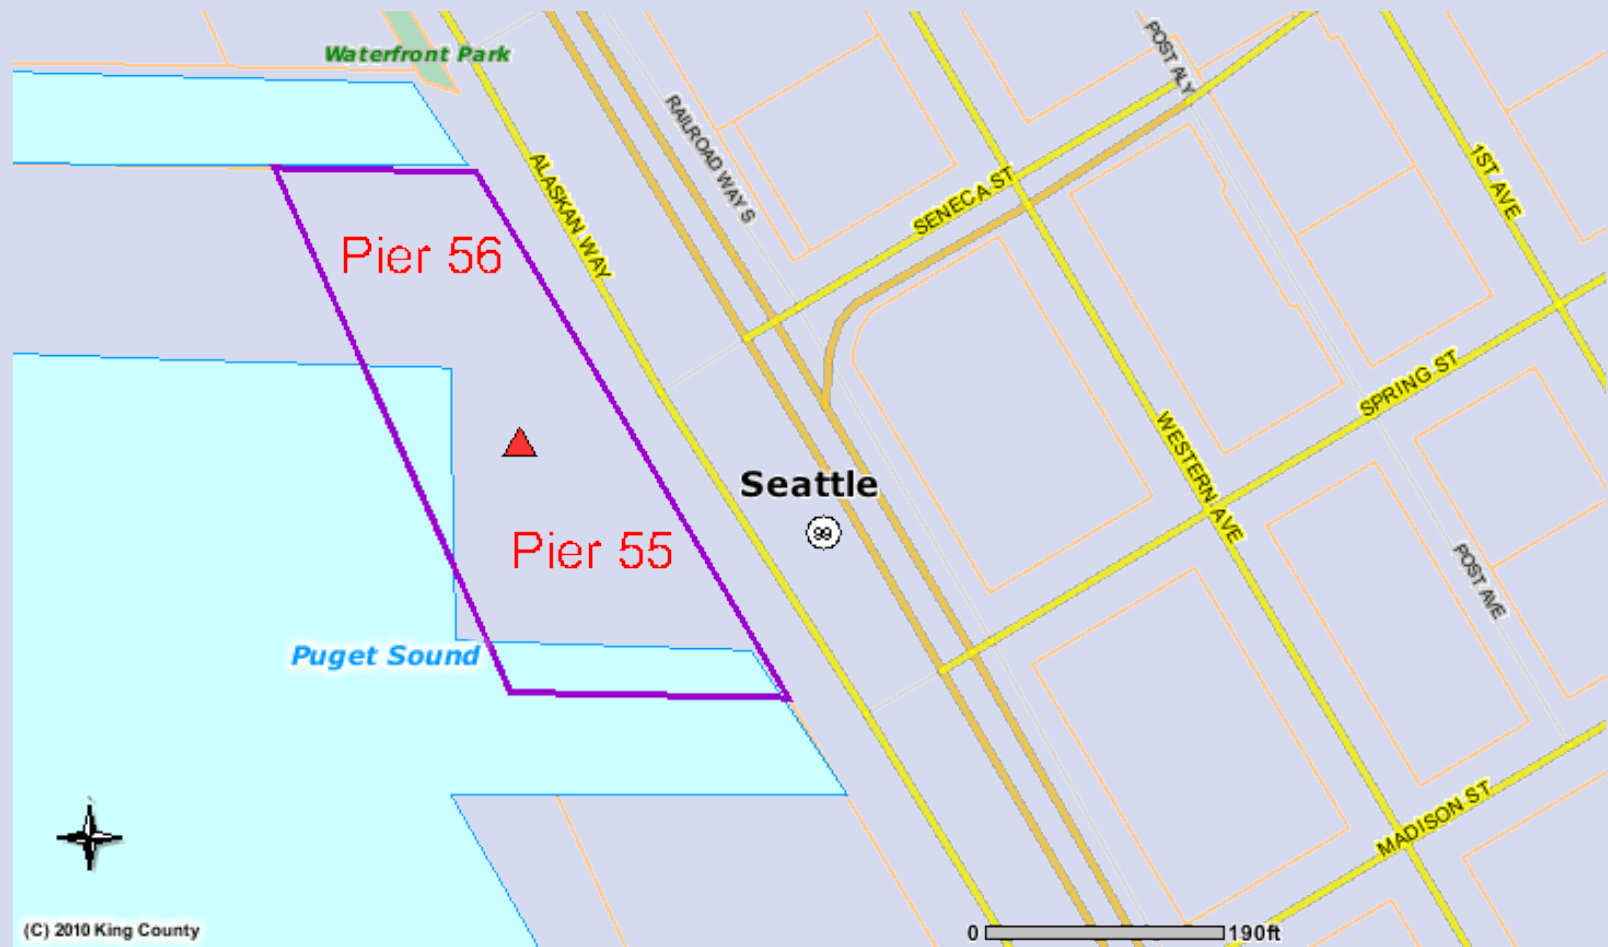 Waterfront Park
POST ALY
RAILROAD WAY S
ALASKAN WAY
1ST AVE
SENECA ST
Pier 56
SPRING ST
WESTERN AVE
Seattle
99
Pier 55
POST AVE
Puget Sound
MADISON ST
(C) 2010 King County
0 190ft